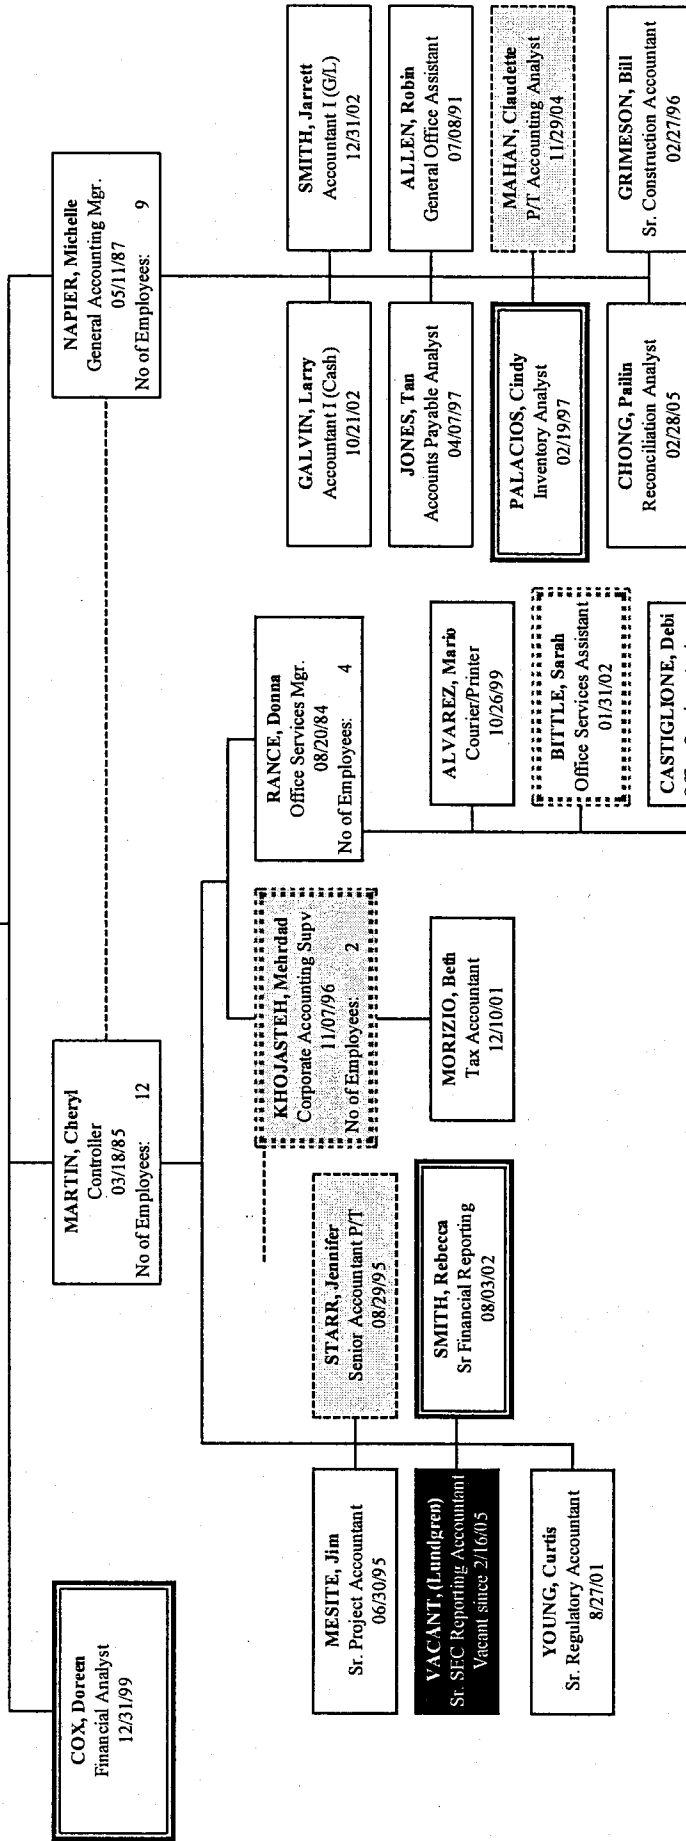 COX, Doreen
Financial Analyst
12/31/99
MARTIN, Cheryl
Controller
03/18/85
No of Employees: 12
NAPIER, Michelle
General Accounting Mgr.
05/11/87
No of Employees: 9
MESITE, Jim
Sr. Project Accountant
06/30/95
STARR, Jennifer
Senior Accountant P/T
08/29/95
VACANT, (Lundgren)
Sr. SEC Reporting Accountant
Vacant since 2/16/05
SMITH, Rebecca
Sr Financial Reporting
08/03/02
YOUNG, Curtis
Sr. Regulatory Accountant
8/27/01
KHOJASTEH, Mehrdad
Corporate Accounting Supv
11/07/96
No of Employees: 2
MORIZIO, Beth
Tax Accountant
12/10/01
RANCE, Donna
Office Services Mgr.
08/20/84
No of Employees: 4
ALVAREZ, Mario
Courier/Printer
10/26/99
BITTLE, Sarah
Office Services Assistant
01/31/02
CASTIGLIONE, Debi
GALVIN, Larry
Accountant I (Cash)
10/21/02
SMITH, Jarrett
Accountant I (G/L)
12/31/02
JONES, Tan
Accounts Payable Analyst
04/07/97
ALLEN, Robin
General Office Assistant
07/08/91
PALACIOS, Cindy
Inventory Analyst
02/19/97
MAHAN, Claudette
P/T Accounting Analyst
11/29/04
CHONG, Pailin
Reconciliation Analyst
02/28/05
GRIMESON, Bill
Sr. Construction Accountant
02/27/96